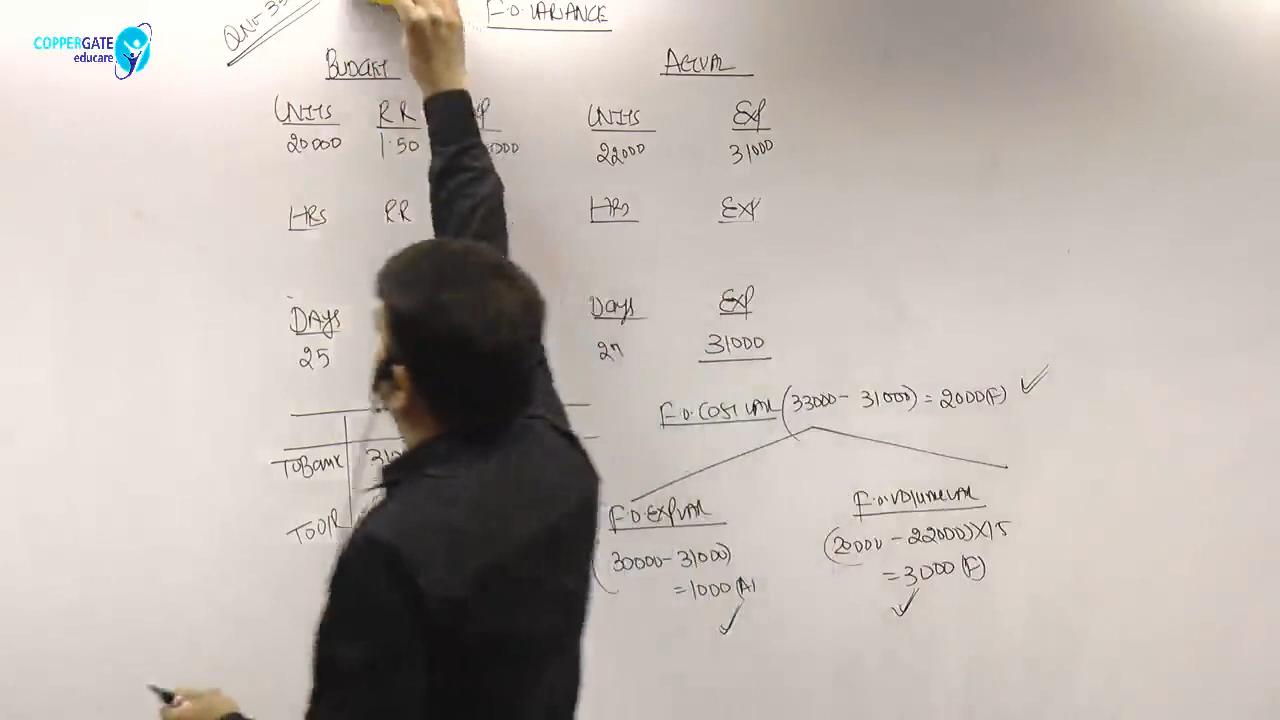 COPPERGATE
educare
F.O. VARIANCE
BUDGET
ACTUAL
UNITS RR UNITS EXP
20000 1.50 22000 31000
HRS RR HRS EXP
DAYS Days EXP
25 27 31000
F.O. COST VAR (33000 - 31000) = 2000 (F)
TO Bank
F.O. EXP VAR F.O. VOLUME VAR
TO O/R
(30000 - 31000) (20000 - 22000) X 1.5
= 1000 (A) = 3000 (F)